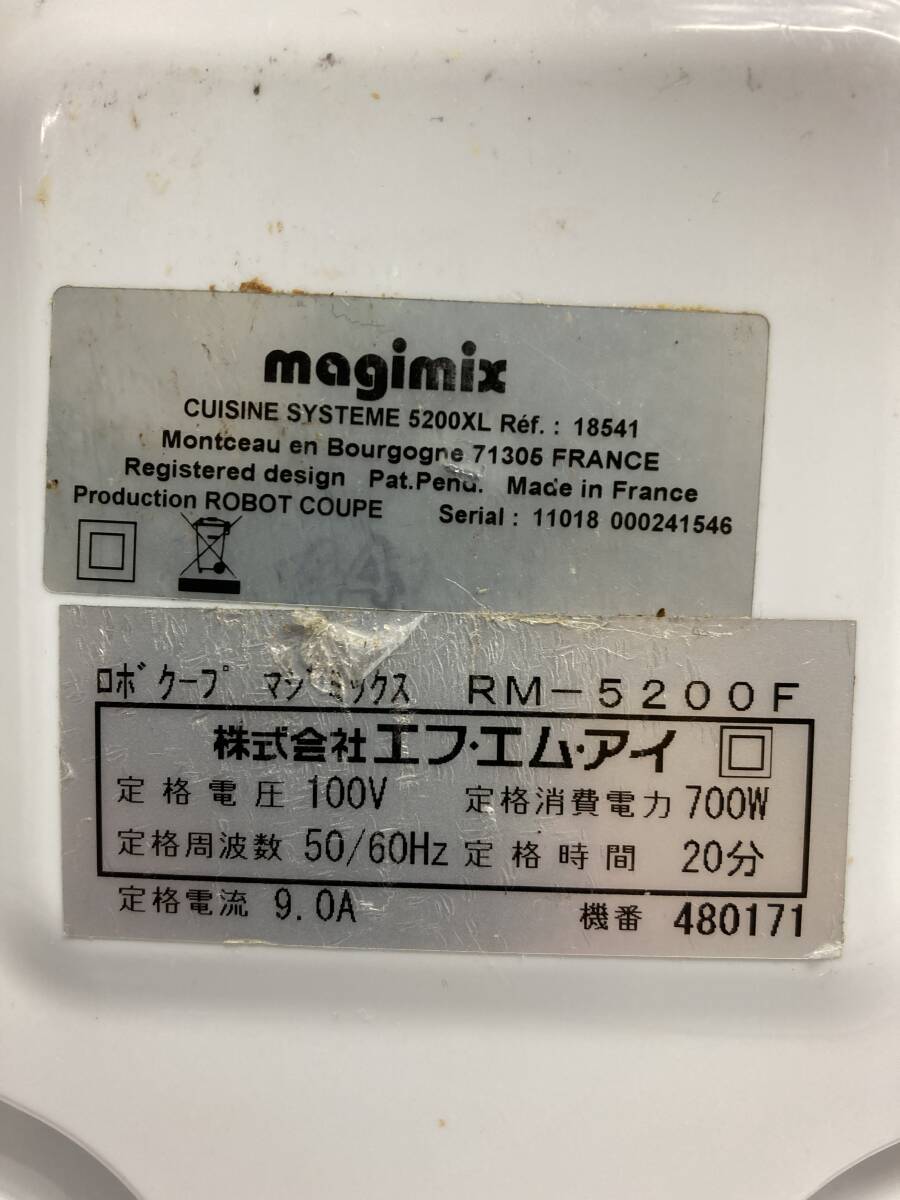 magimix
CUISINE SYSTEME 5200XL Réf. : 18541
Montceau en Bourgogne 71305 FRANCE
Registered design Pat.Pend. Made in France
Production ROBOT COUPE Serial : 11018 000241546
ロボクープ マジミックス RM-5200F
株式会社エフ・エム・アイ
定格電圧 100V 定格消費電力 700W
定格周波数 50/60Hz 定格時間 20分
定格電流 9.0A 機番 480171